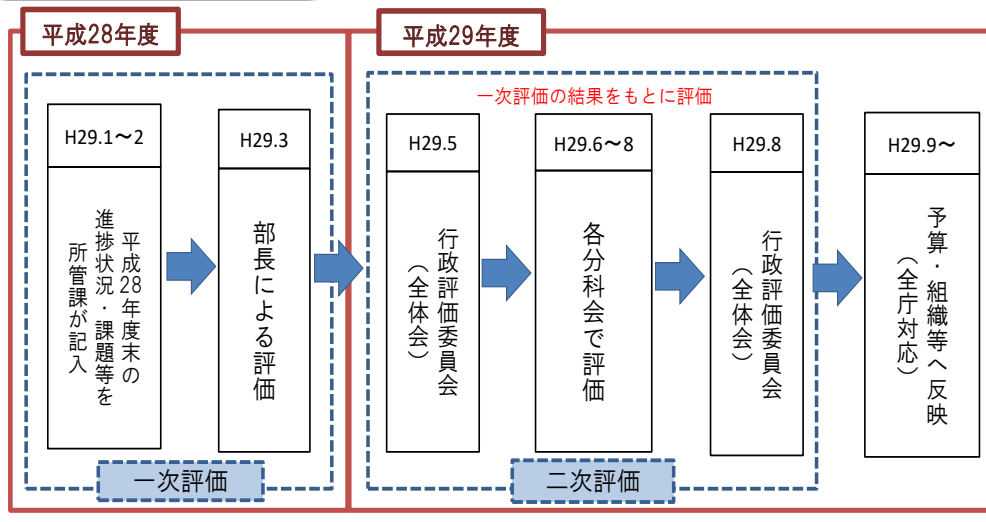 平成28年度
平成29年度
一次評価の結果をもとに評価
H29.1～2
平成28年度末の
進捗状況・課題等を
所管課が記入
H29.3
部長による評価
H29.5
行政評価委員会
（全体会）
H29.6～8
各分科会で評価
H29.8
行政評価委員会
（全体会）
H29.9～
予算・組織等へ反映
（全庁対応）
一次評価
二次評価